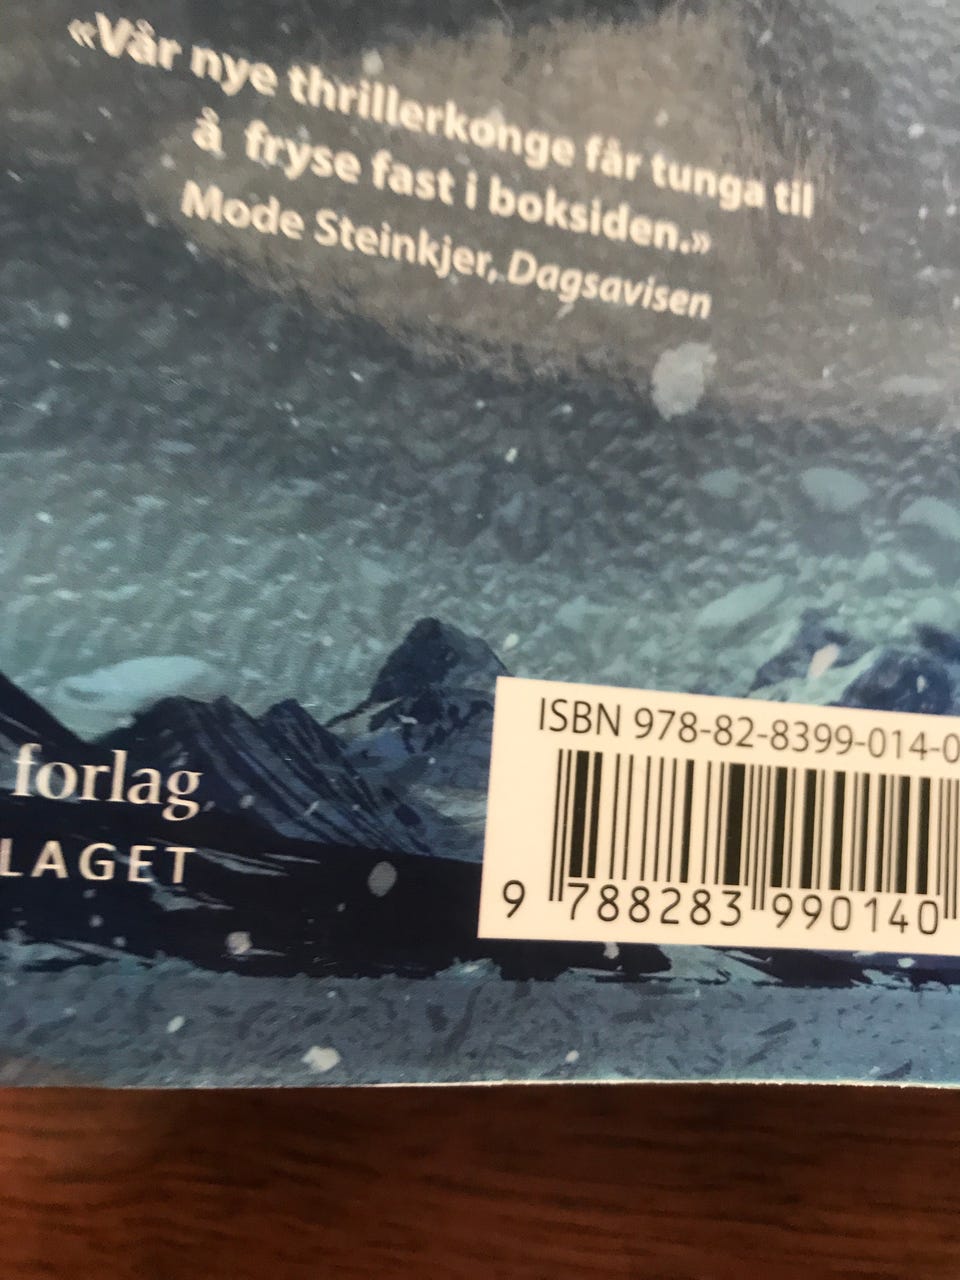 «Vår nye thrillerkonge får tunga til
å fryse fast i boksiden.»
Mode Steinkjer, Dagsavisen
forlag
LAGET
ISBN 978-82-8399-014-0
9 788283 990140